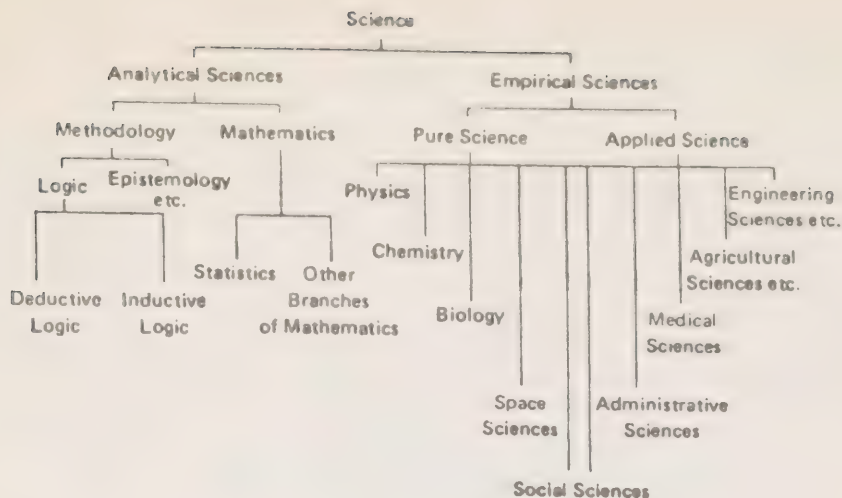 Science
Analytical Sciences
Empirical Sciences
Methodology
Mathematics
Pure Science
Applied Science
Logic
Epistemology
etc.
Physics
Engineering
Sciences etc.
Chemistry
Agricultural
Sciences etc.
Statistics
Other
Branches
of Mathematics
Deductive
Logic
Inductive
Logic
Biology
Medical
Sciences
Space
Sciences
Administrative
Sciences
Social Sciences